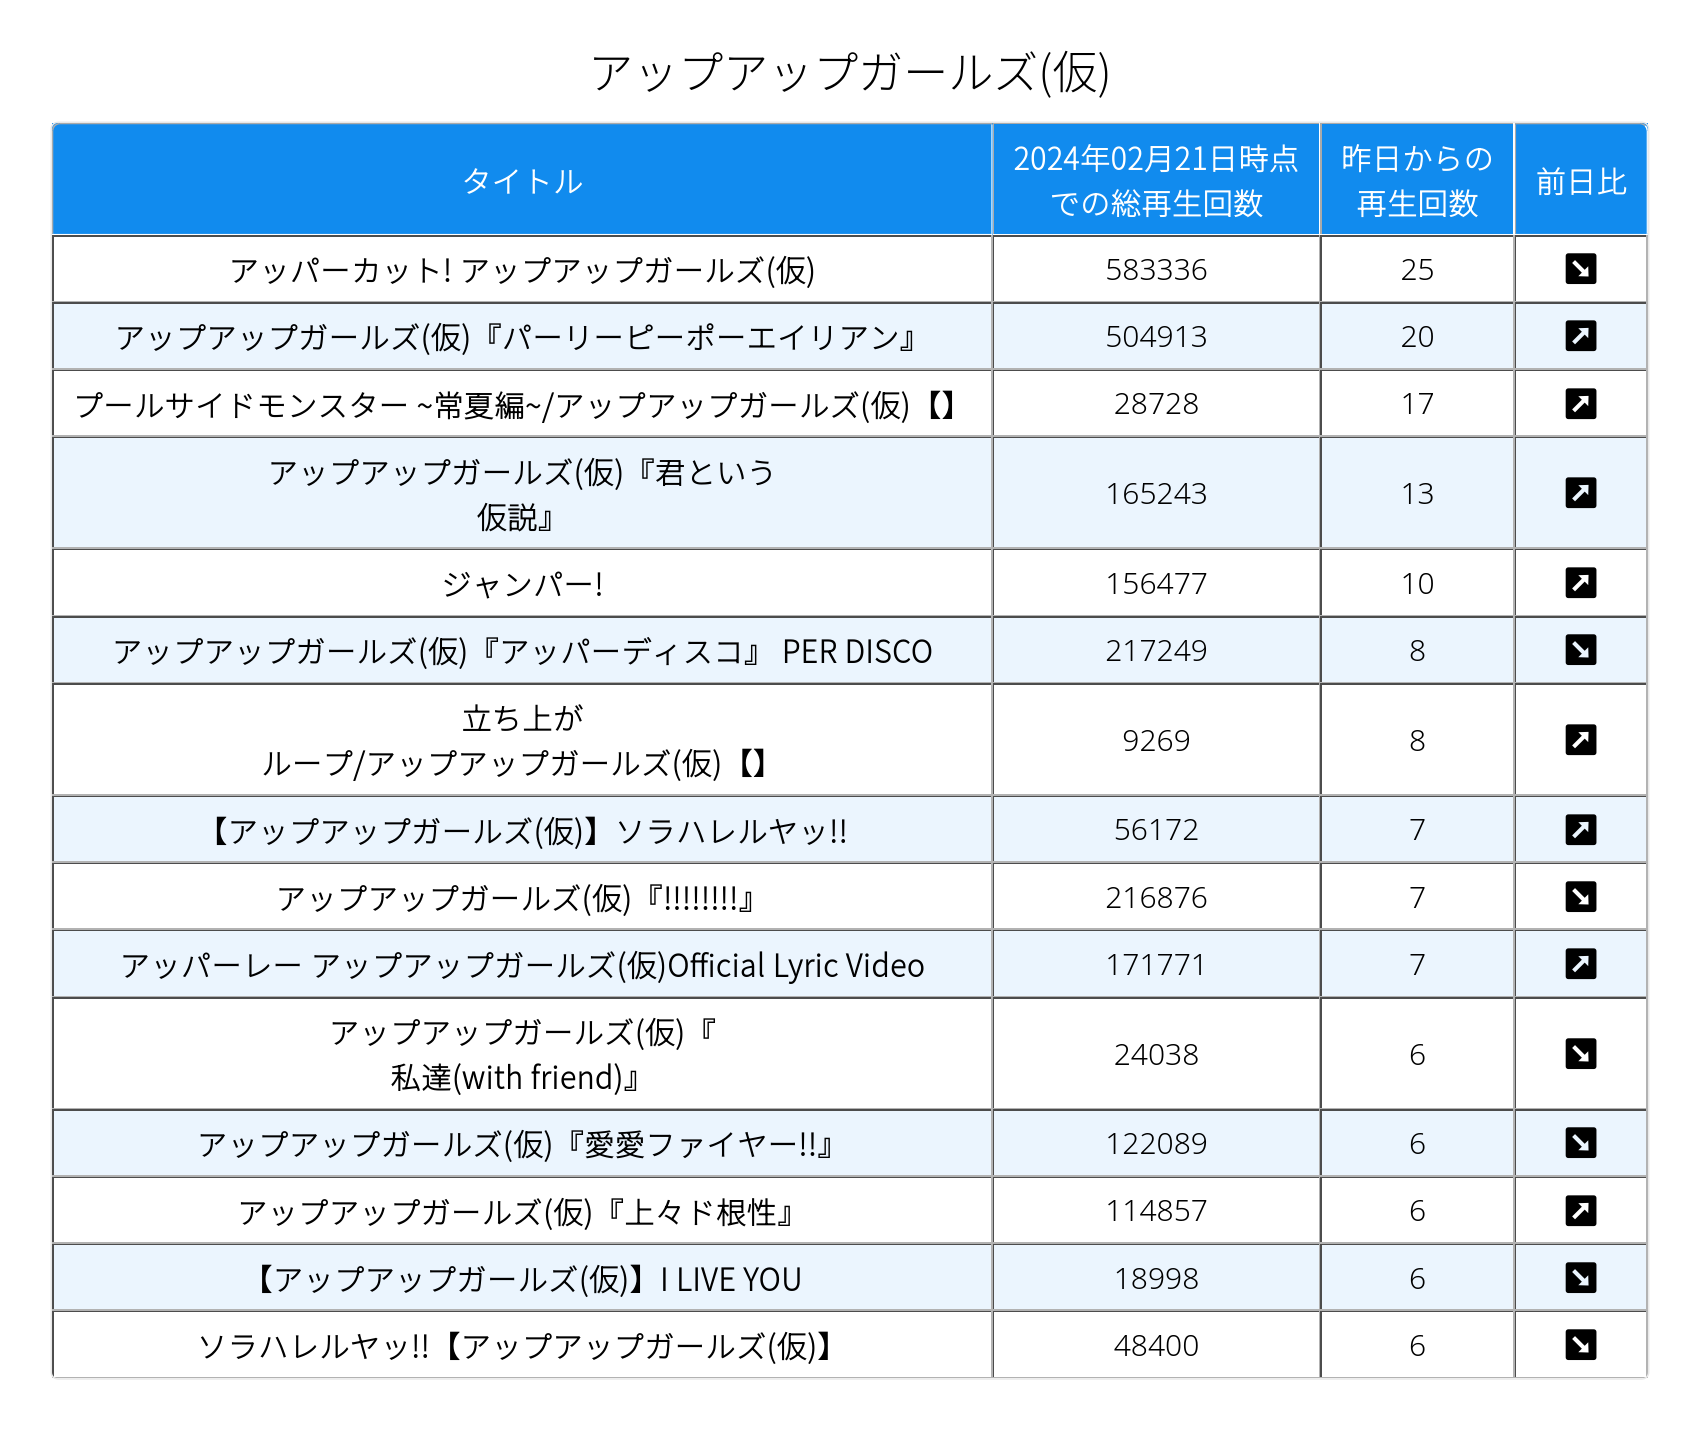 アップアップガールズ(仮)
タイトル
2024年02月21日時点
での総再生回数
昨日からの
再生回数
前日比
アッパーカット! アップアップガールズ(仮)
583336
25
アップアップガールズ(仮)『パーリーピーポーエイリアン』
504913
20
プールサイドモンスター ~常夏編~/アップアップガールズ(仮)【】
28728
17
アップアップガールズ(仮)『君という
仮説』
165243
13
ジャンパー!
156477
10
アップアップガールズ(仮)『アッパーディスコ』 PER DISCO
217249
8
立ち上が
ループ/アップアップガールズ(仮)【】
9269
8
【アップアップガールズ(仮)】ソラハレルヤッ!!
56172
7
アップアップガールズ(仮)『!!!!!!!!』
216876
7
アッパーレー アップアップガールズ(仮)Official Lyric Video
171771
7
アップアップガールズ(仮)『
私達(with friend)』
24038
6
アップアップガールズ(仮)『愛愛ファイヤー!!』
122089
6
アップアップガールズ(仮)『上々ド根性』
114857
6
【アップアップガールズ(仮)】I LIVE YOU
18998
6
ソラハレルヤッ!!【アップアップガールズ(仮)】
48400
6